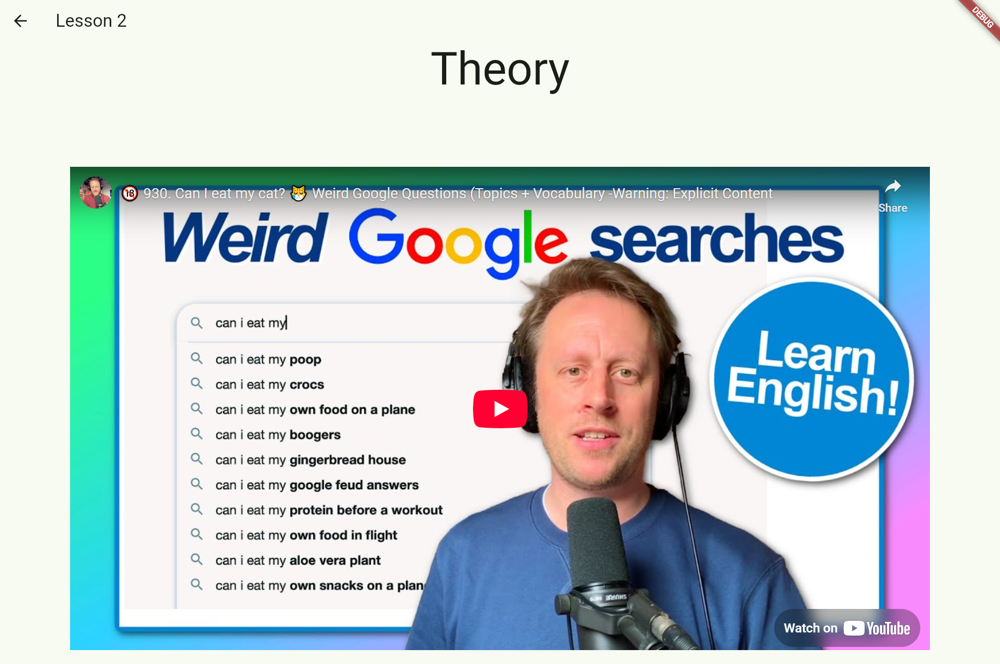 Lesson 2
DEBUG
Theory
🔞 930. Can I eat my cat? 😿 Weird Google Questions (Topics + Vocabulary -Warning: Explicit Content
Share
Weird Google searches
can i eat my
can i eat my poop
can i eat my crocs
can i eat my own food on a plane
can i eat my boogers
can i eat my gingerbread house
can i eat my google feud answers
can i eat my protein before a workout
can i eat my own food in flight
can i eat my aloe vera plant
can i eat my own snacks on a plane
Learn
English!
SHURE
Watch on YouTube